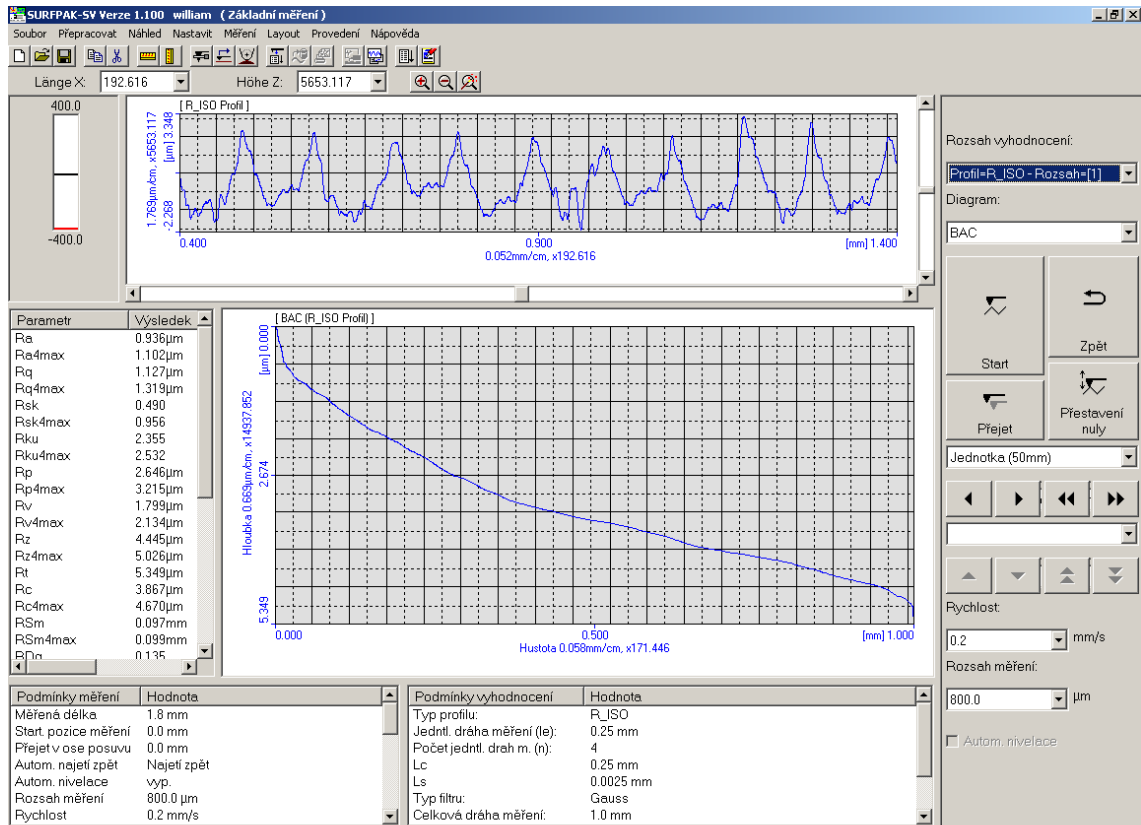 SURFPAK-SV Verze 1.100 william ( Základní měření )
Soubor Přepracovat Náhled Nastavit Měření Layout Provedení Nápověda
Länge X: 192.616 Höhe Z: 5653.117
400.0
-400.0
[ R_ISO Profil ]
1.769µm/cm, x5653.117
-2.268 [µm] 3.348
0.400 0.900 [mm] 1.400
0.052mm/cm, x192.616
Parametr Výsledek
Ra 0.936µm
Ra4max 1.102µm
Rq 1.127µm
Rq4max 1.319µm
Rsk 0.490
Rsk4max 0.956
Rku 2.355
Rku4max 2.532
Rp 2.646µm
Rp4max 3.215µm
Rv 1.799µm
Rv4max 2.134µm
Rz 4.445µm
Rz4max 5.026µm
Rt 5.349µm
Rc 3.867µm
Rc4max 4.670µm
RSm 0.097mm
RSm4max 0.099mm
RDq 0.135
[ BAC (R_ISO Profil) ]
Hloubka 0.669µm/cm, x14937.852
5.349 2.674 [µm] 0.000
0.000 0.500 [mm] 1.000
Hustota 0.058mm/cm, x171.446
Podmínky měření Hodnota
Měřená délka 1.8 mm
Start. pozice měření 0.0 mm
Přejet v ose posuvu 0.0 mm
Autom. najetí zpět Najetí zpět
Autom. nivelace vyp.
Rozsah měření 800.0 µm
Rychlost 0.2 mm/s
Podmínky vyhodnocení Hodnota
Typ profilu: R_ISO
Jedntl. dráha měření (le): 0.25 mm
Počet jedntl. drah m. (n) 4
Lc 0.25 mm
Ls 0.0025 mm
Typ filtru: Gauss
Celková dráha měření: 1.0 mm
Rozsah vyhodnocení:
Profil=R_ISO - Rozsah=[1]
Diagram:
BAC
Start
Zpět
Přejet
Přestavení
nuly
Jednotka (50mm)
Rychlost:
0.2 mm/s
Rozsah měření:
800.0 µm
Autom. nivelace